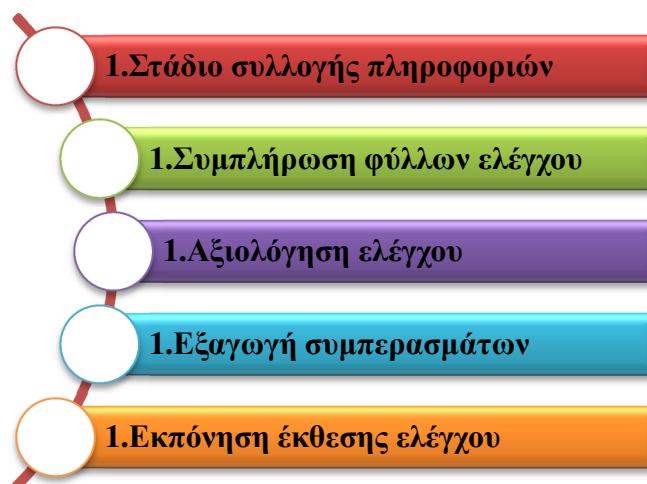 1.Στάδιο συλλογής πληροφοριών
1.Συμπλήρωση φύλλων ελέγχου
1.Αξιολόγηση ελέγχου
1.Εξαγωγή συμπερασμάτων
1.Εκπόνηση έκθεσης ελέγχου